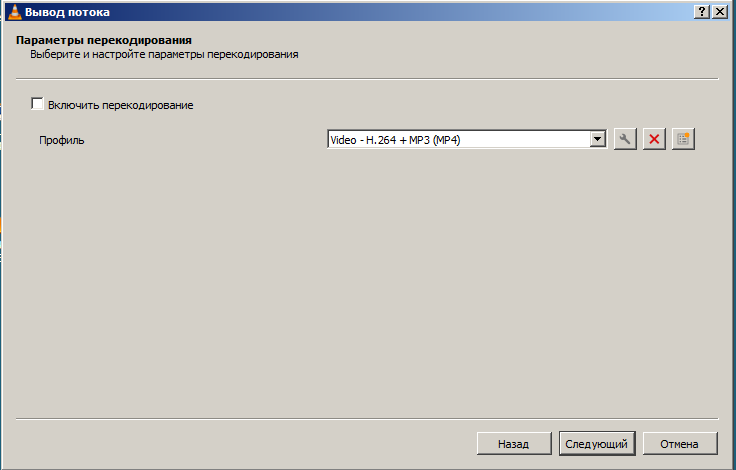 Вывод потока
Параметры перекодирования
Выберите и настройте параметры перекодирования
Включить перекодирование
Профиль Video - H.264 + MP3 (MP4)
Назад Следующий Отмена